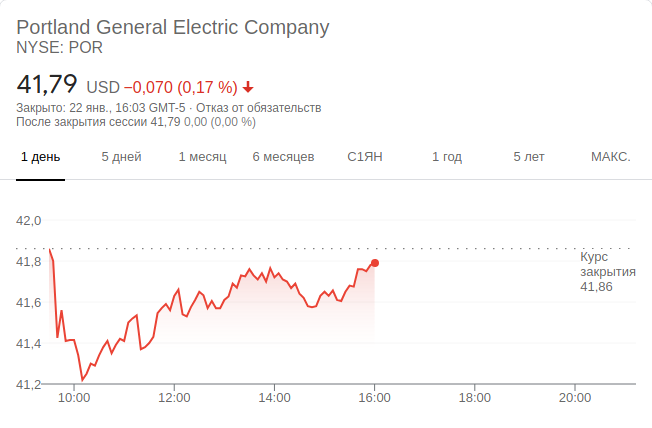 Portland General Electric Company
NYSE: POR
41,79 USD −0,070 (0,17 %)
Закрыто: 22 янв., 16:03 GMT-5 · Отказ от обязательств
После закрытия сессии 41,79 0,00 (0,00 %)
1 день 5 дней 1 месяц 6 месяцев С1ЯН 1 год 5 лет МАКС.
42,0
41,8
41,6
41,4
41,2
Курс
закрытия
41,86
10:00 12:00 14:00 16:00 18:00 20:00